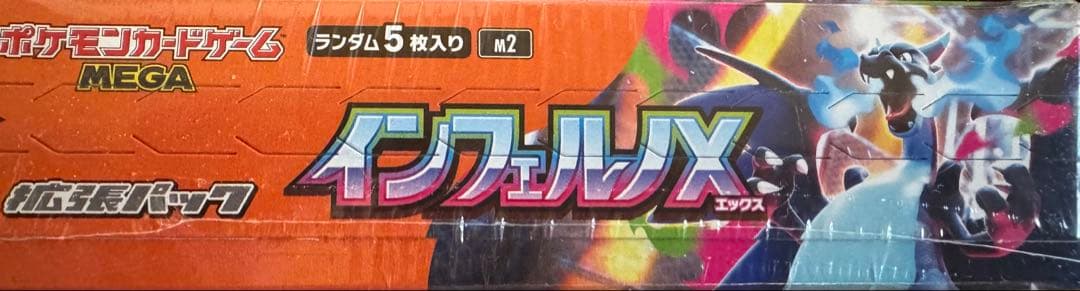 ポケモンカードゲーム
MEGA
ランダム5枚入り M2
インフェルノX
エックス
拡張パック